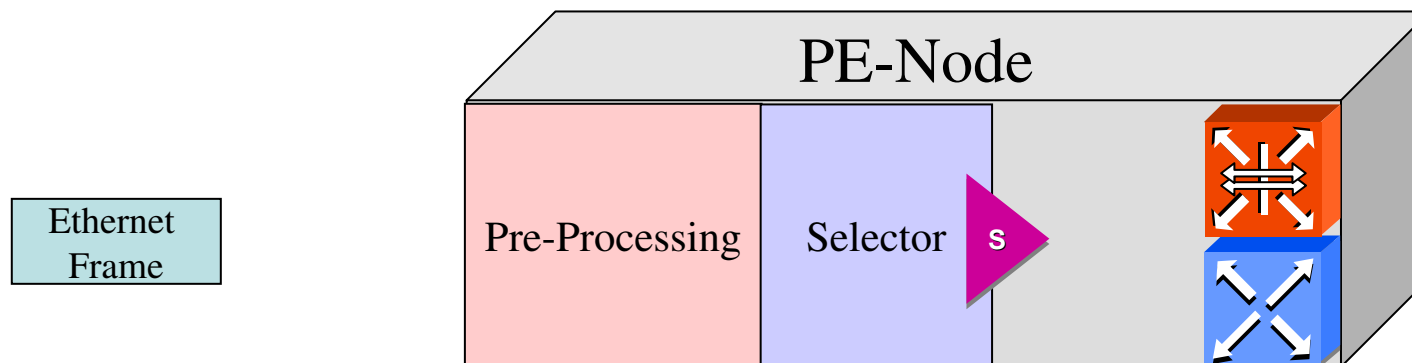 PE-Node
Ethernet
Frame
Pre-Processing
Selector
S